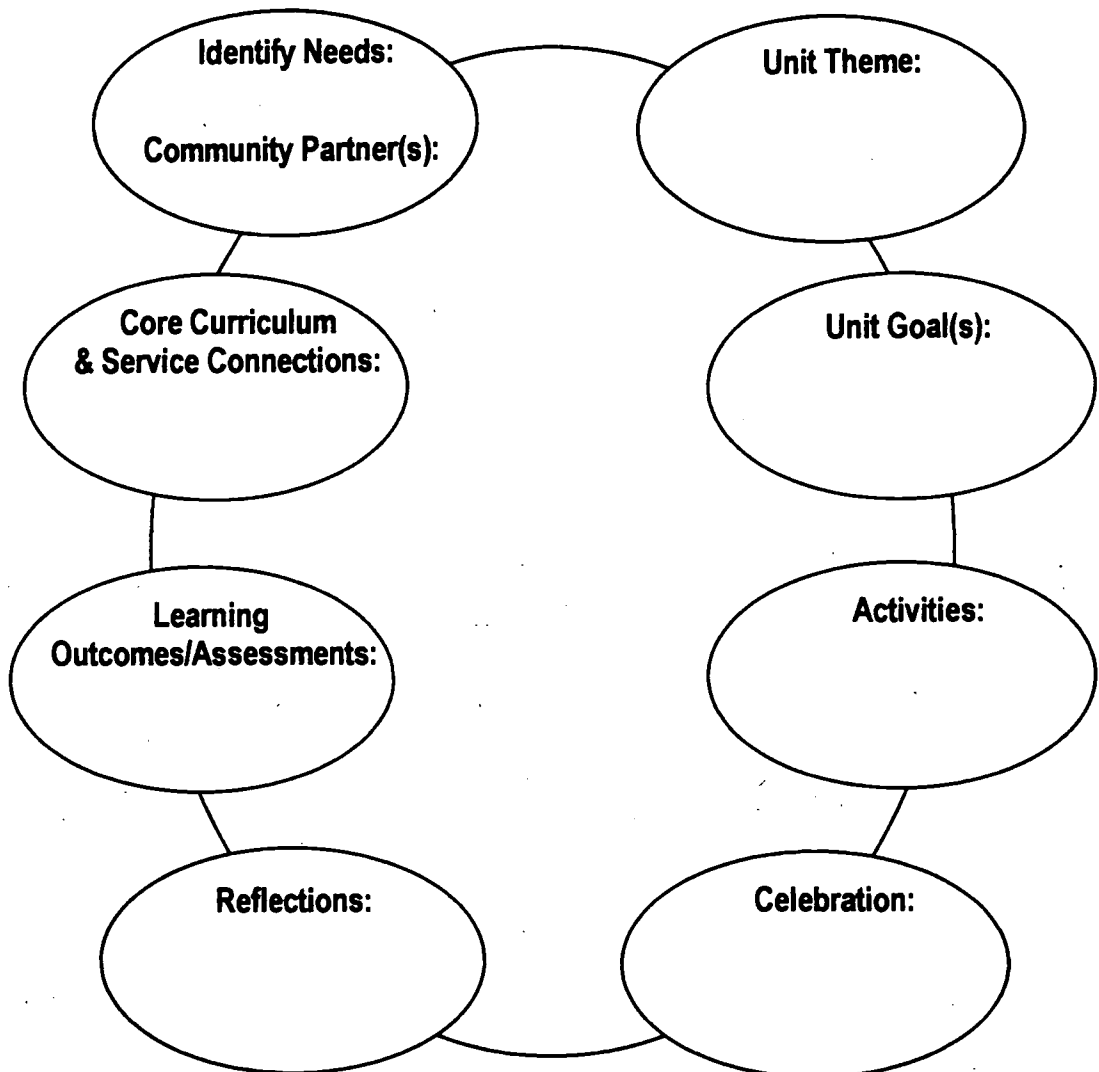 Identify Needs:
Community Partner(s):
Unit Theme:
Core Curriculum
& Service Connections:
Unit Goal(s):
Learning
Outcomes/Assessments:
Activities:
Reflections:
Celebration: